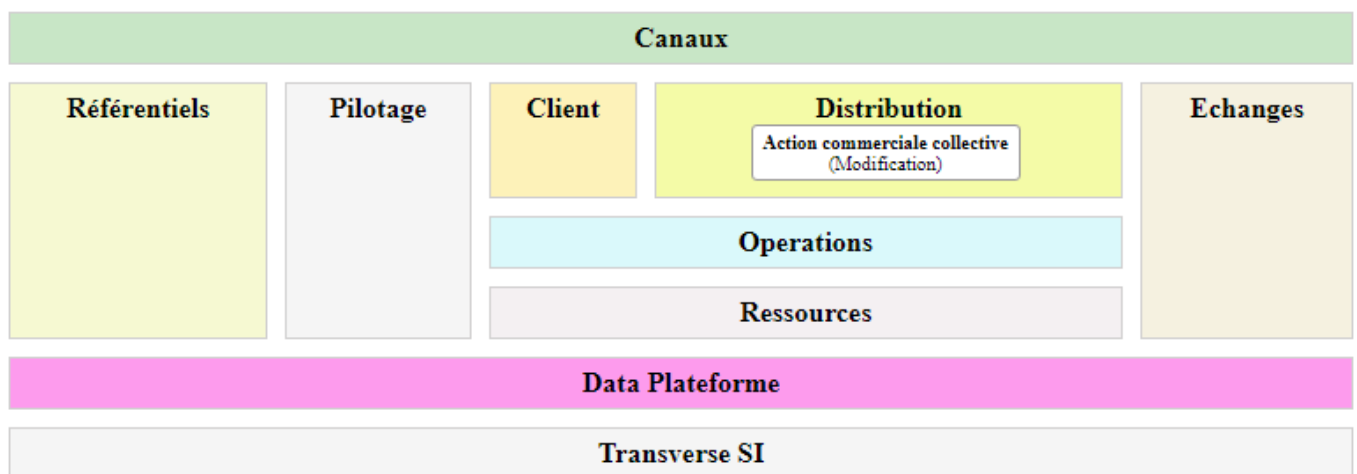 Canaux
Référentiels
Pilotage
Client
Distribution
Action commerciale collective
(Modification)
Echanges
Operations
Ressources
Data Plateforme
Transverse SI